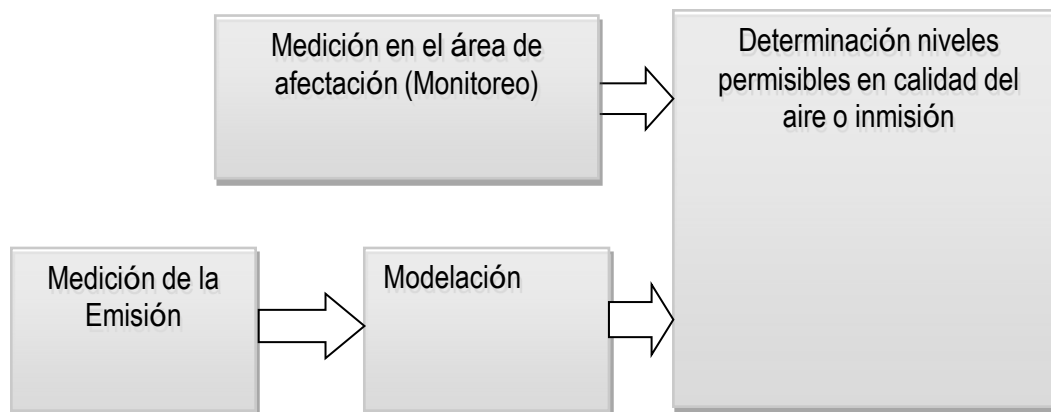 Medición en el área de
afectación (Monitoreo)
Determinación niveles
permisibles en calidad del
aire o inmisión
Medición de la
Emisión
Modelación